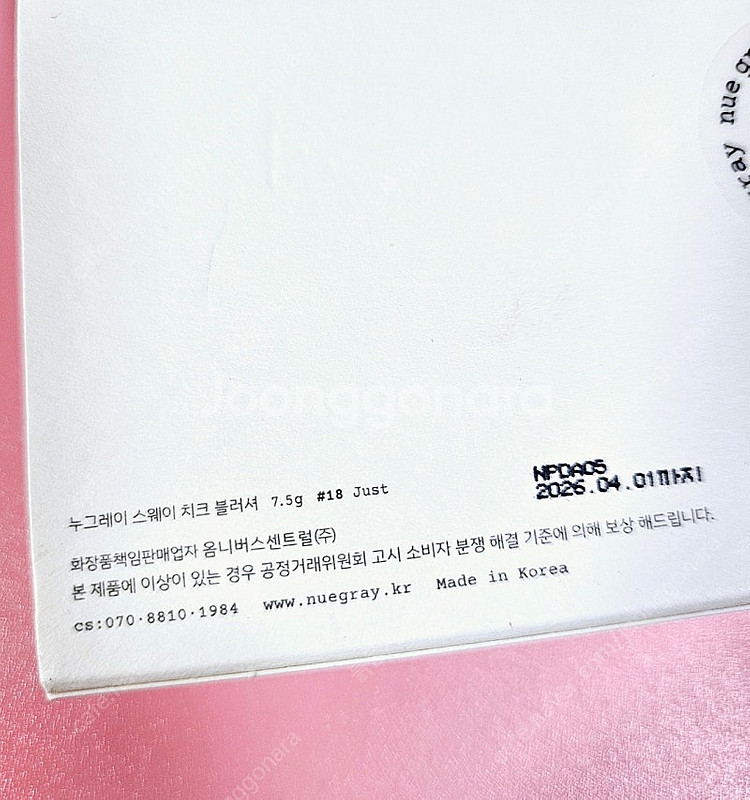 nue gr
ray
Joonggonara
NPDA05
2026.04.01까지
누그레이 스웨이 치크 블러셔 7.5g #18 Just
화장품책임판매업자 옴니버스센트럴(주)
본 제품에 이상이 있는 경우 공정거래위원회 고시 소비자 분쟁 해결 기준에 의해 보상 해드립니다.
cs:070·8810·1984 www.nuegray.kr Made in Korea